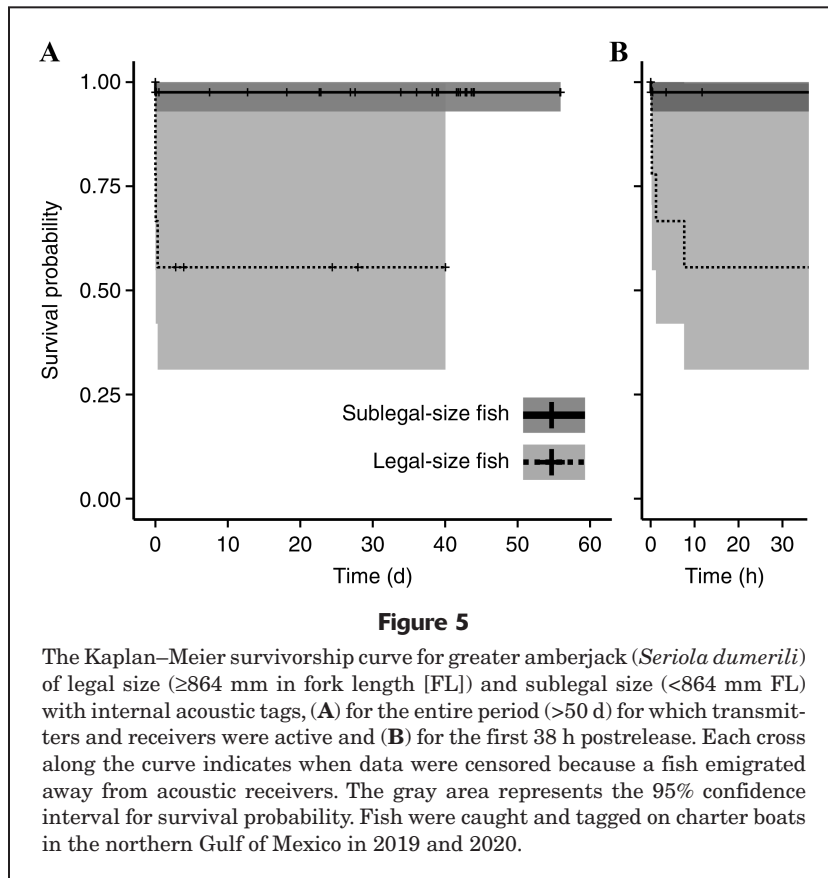 A
B
1.00
0.75
0.50
0.25
0.00
Survival probability
Sublegal-size fish
Legal-size fish
0 10 20 30 40 50 60
0 10 20 30
Time (d)
Time (h)
Figure 5
The Kaplan–Meier survivorship curve for greater amberjack (Seriola dumerili)
of legal size (≥864 mm in fork length [FL]) and sublegal size (<864 mm FL)
with internal acoustic tags, (A) for the entire period (>50 d) for which transmit-
ters and receivers were active and (B) for the first 38 h postrelease. Each cross
along the curve indicates when data were censored because a fish emigrated
away from acoustic receivers. The gray area represents the 95% confidence
interval for survival probability. Fish were caught and tagged on charter boats
in the northern Gulf of Mexico in 2019 and 2020.